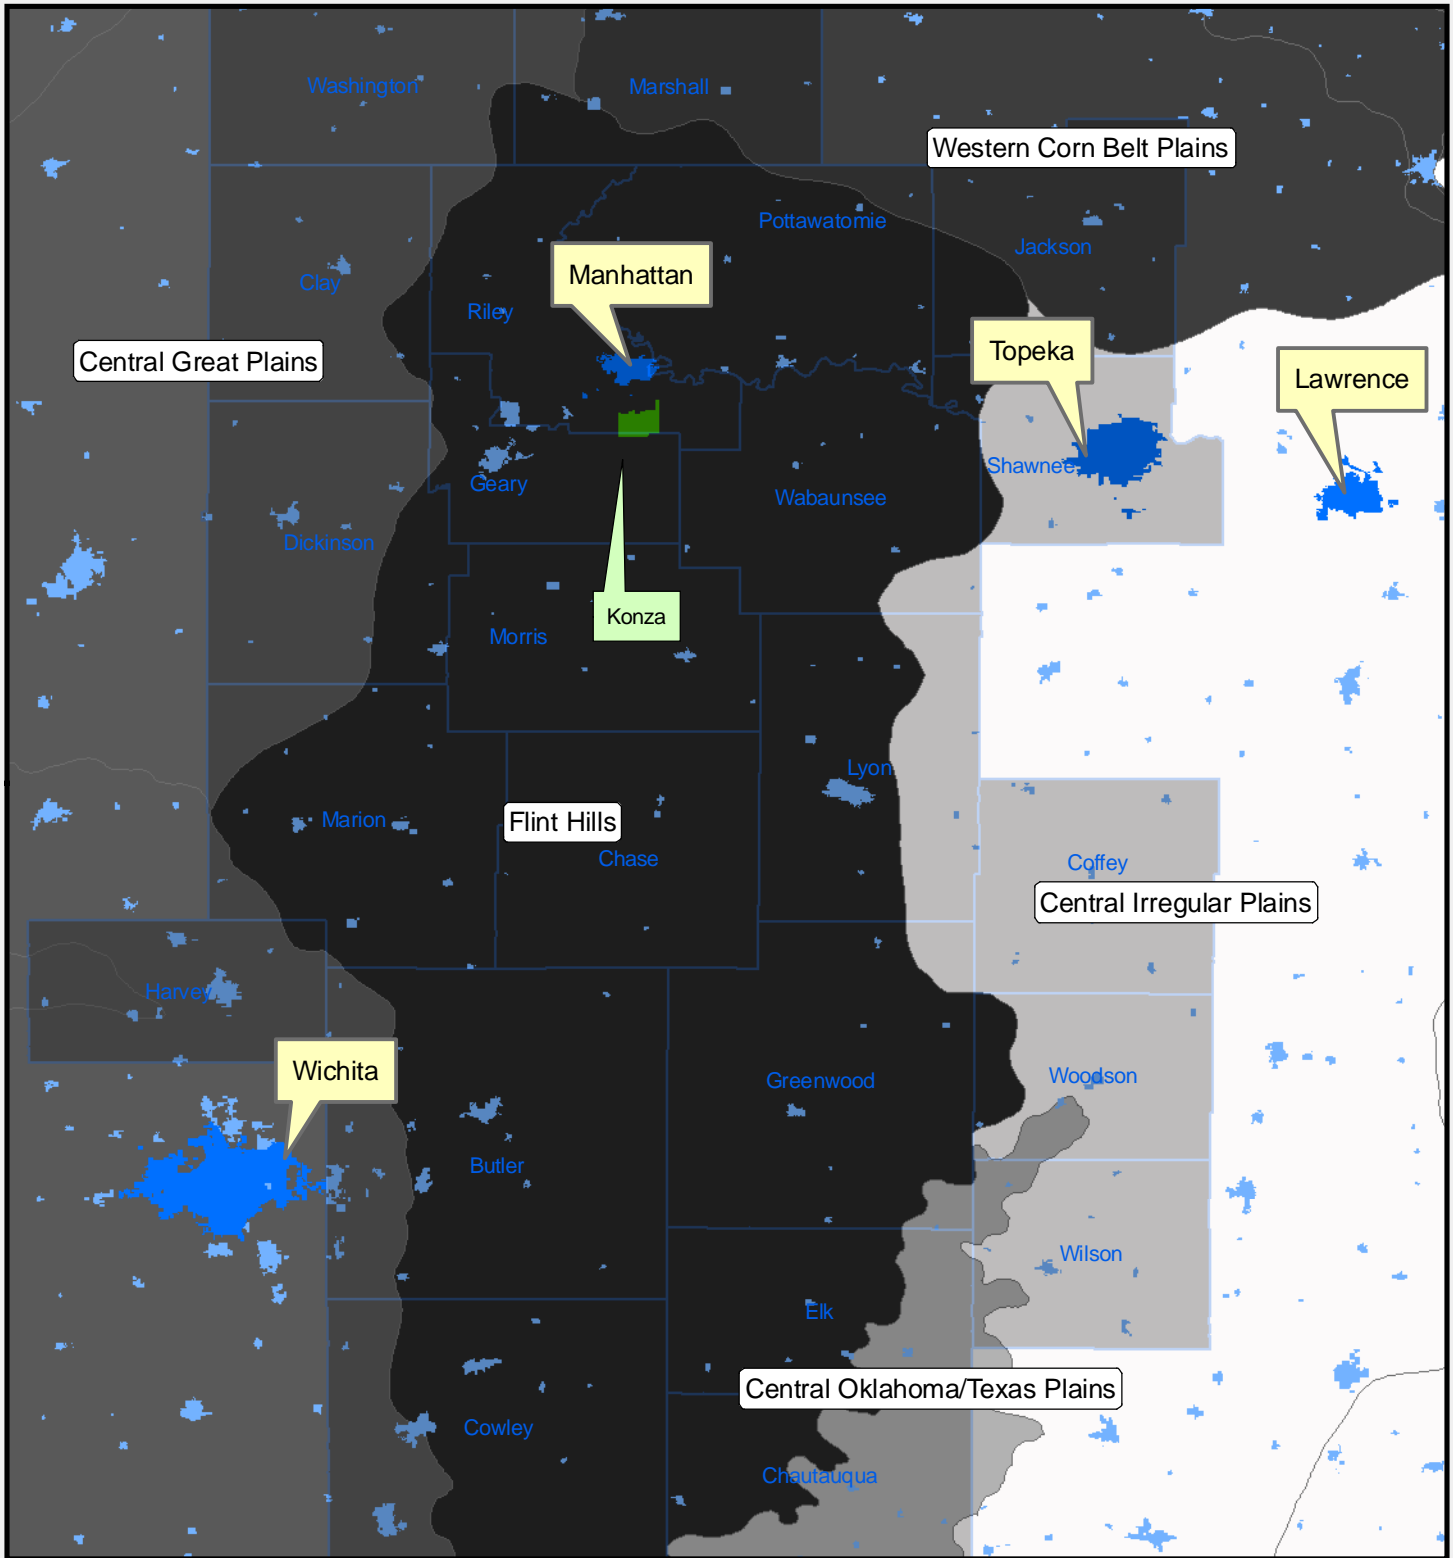 Washington
Marshall
Western Corn Belt Plains
Pottawatomie
Jackson
Manhattan
Clay
Riley
Central Great Plains
Topeka
Lawrence
Shawnee
Geary
Wabaunsee
Dickinson
Konza
Morris
Lyon
Marion
Flint Hills
Chase
Coffey
Central Irregular Plains
Harvey
Wichita
Greenwood
Woodson
Butler
Wilson
Elk
Central Oklahoma/Texas Plains
Cowley
Chautauqua